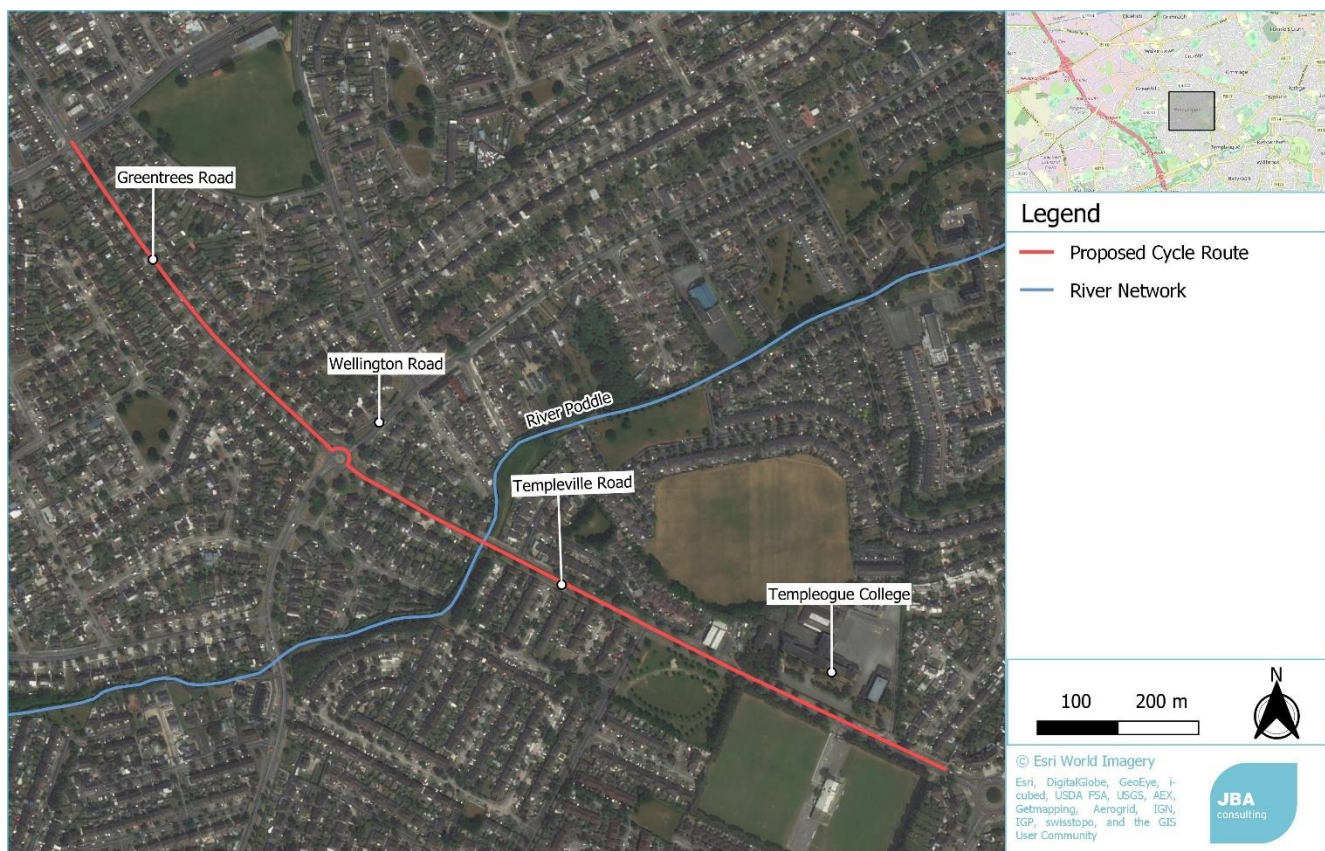 Greentrees Road
Wellington Road
River Poddle
Templeville Road
Templeogue College
Legend
Proposed Cycle Route
River Network
100 200 m
N
© Esri World Imagery
Esri, DigitalGlobe, GeoEye, i-
cubed, USDA FSA, USGS, AEX,
Getmapping, Aerogrid, IGN,
IGP, swisstopo, and the GIS
User Community
JBA
consulting